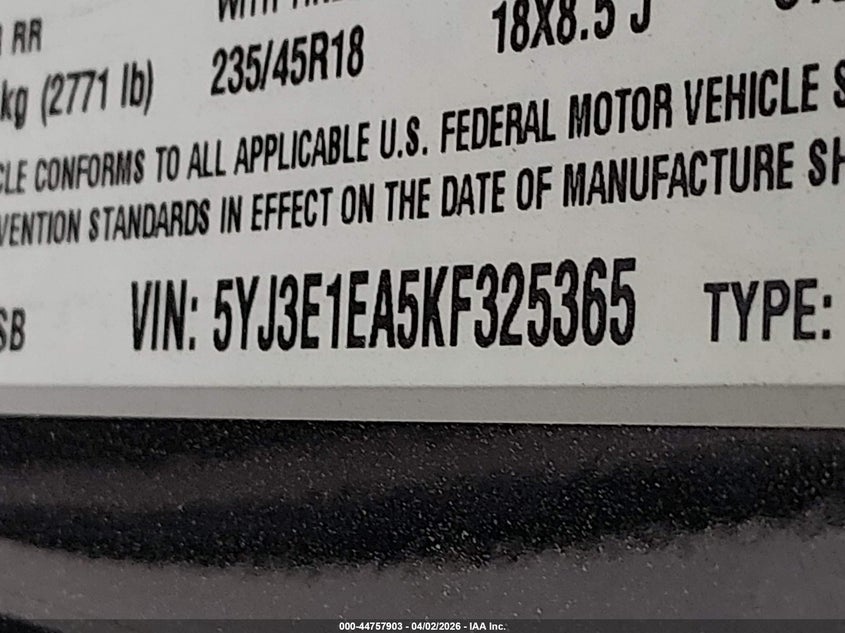 RR
18X8.5 J
kg (2771 lb)
235/45R18
CLE CONFORMS TO ALL APPLICABLE U.S. FEDERAL MOTOR VEHICLE S
VENTION STANDARDS IN EFFECT ON THE DATE OF MANUFACTURE SH
SB
VIN: 5YJ3E1EA5KF325365
TYPE:
000-44757903 - 04/02/2026 - IAA Inc.